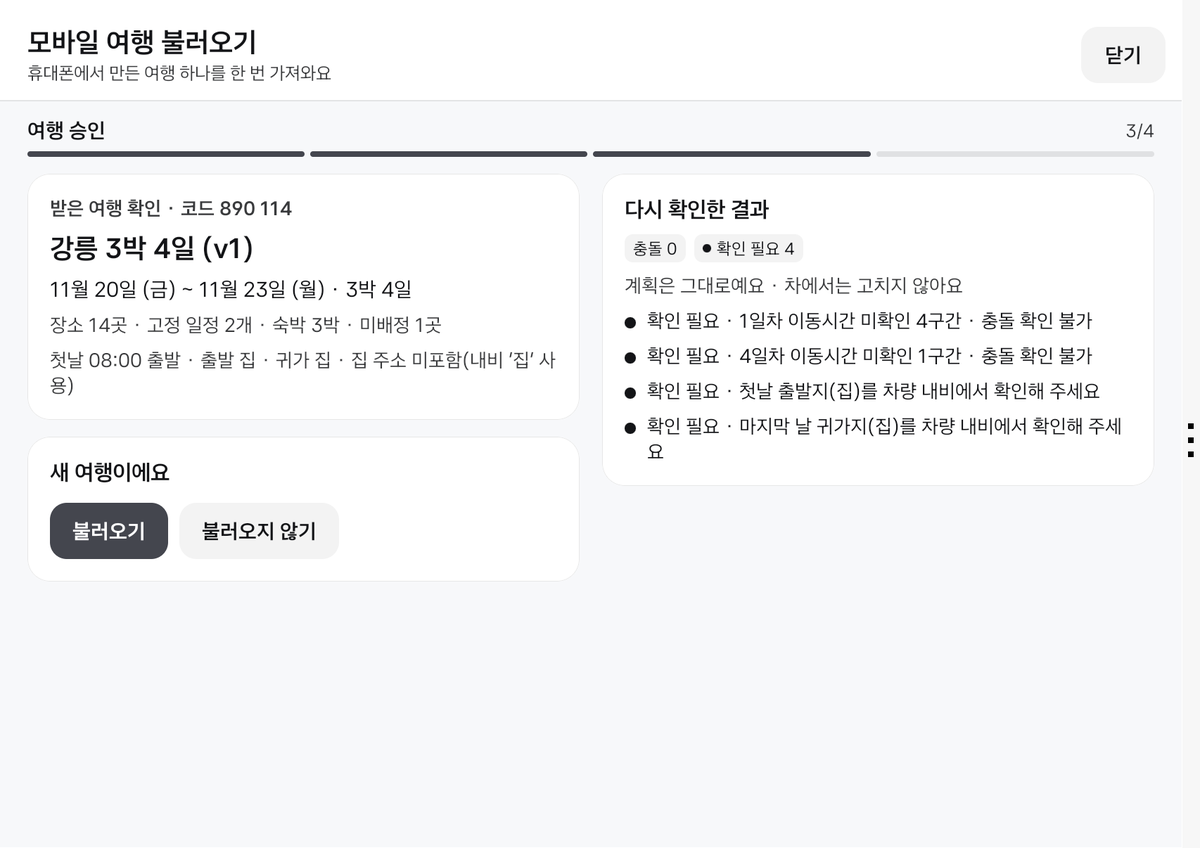 모바일 여행 불러오기
휴대폰에서 만든 여행 하나를 한 번 가져와요
닫기
여행 승인
3/4
받은 여행 확인 · 코드 890 114
강릉 3박 4일 (v1)
11월 20일 (금) ~ 11월 23일 (월) · 3박 4일
장소 14곳 · 고정 일정 2개 · 숙박 3박 · 미배정 1곳
첫날 08:00 출발 · 출발 집 · 귀가 집 · 집 주소 미포함(내비 ‘집’ 사
용)
새 여행이에요
불러오기
불러오지 않기
다시 확인한 결과
충돌 0
● 확인 필요 4
계획은 그대로예요 · 차에서는 고치지 않아요
● 확인 필요 · 1일차 이동시간 미확인 4구간 · 충돌 확인 불가
● 확인 필요 · 4일차 이동시간 미확인 1구간 · 충돌 확인 불가
● 확인 필요 · 첫날 출발지(집)를 차량 내비에서 확인해 주세요
● 확인 필요 · 마지막 날 귀가지(집)를 차량 내비에서 확인해 주세
요